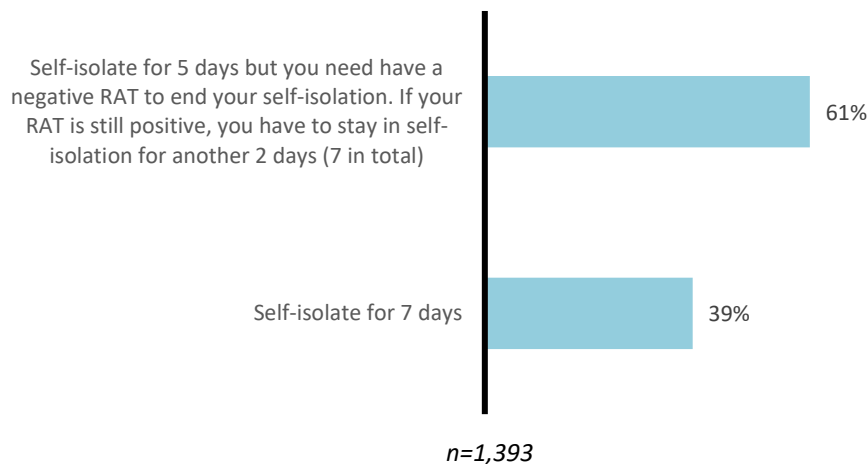 Self-isolate for 5 days but you need have a
negative RAT to end your self-isolation. If your
RAT is still positive, you have to stay in self-
isolation for another 2 days (7 in total)
61%
Self-isolate for 7 days
39%
n=1,393